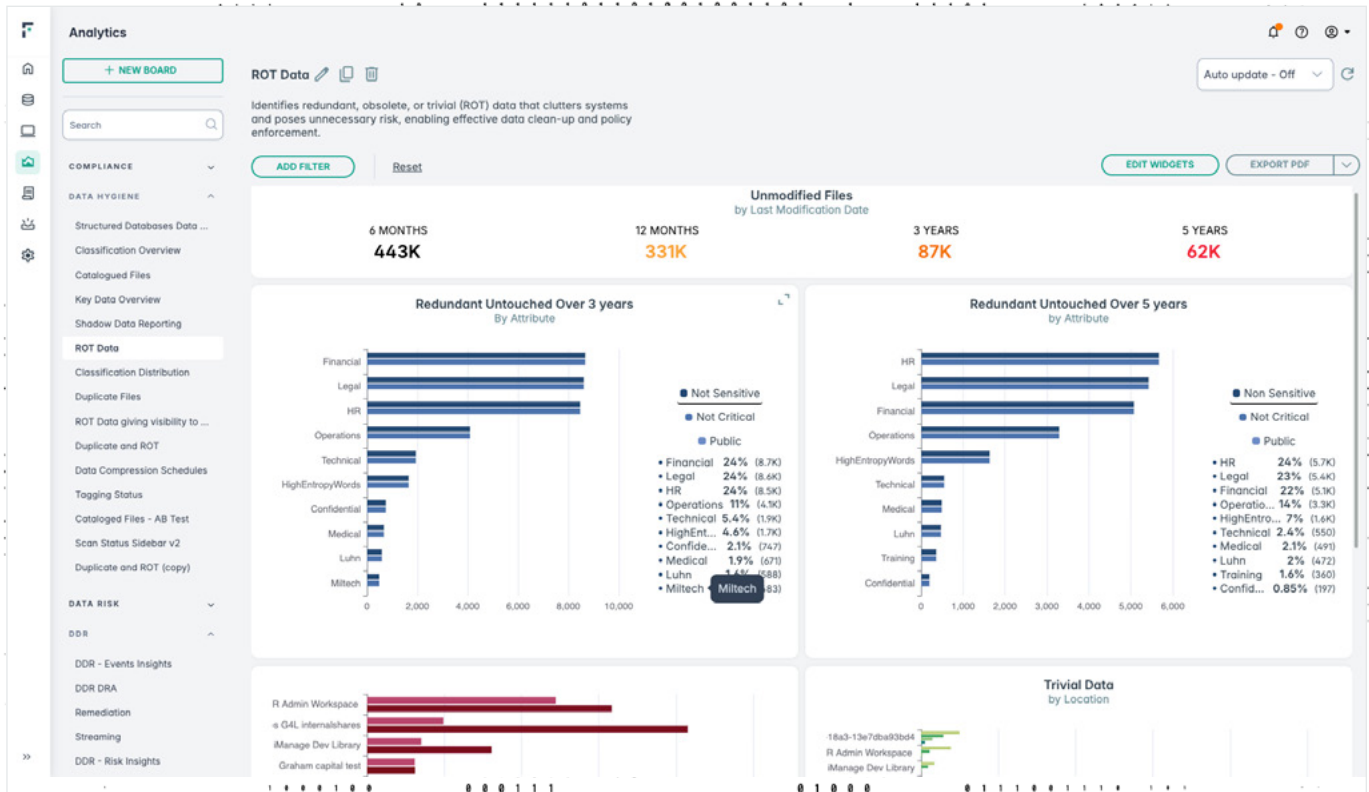 Analytics
+ NEW BOARD
Search
COMPLIANCE
DATA HYGIENE
Structured Databases Data ...
Classification Overview
Catalogued Files
Key Data Overview
Shadow Data Reporting
ROT Data
Classification Distribution
Duplicate Files
ROT Data giving visibility to ...
Duplicate and ROT
Data Compression Schedules
Tagging Status
Cataloged Files - AB Test
Scan Status Sidebar v2
Duplicate and ROT (copy)
DATA RISK
DDR
DDR - Events Insights
DDR DRA
Remediation
Streaming
DDR - Risk Insights
ROT Data
Auto update - Off
Identifies redundant, obsolete, or trivial (ROT) data that clutters systems
and poses unnecessary risk, enabling effective data clean-up and policy
enforcement.
ADD FILTER
Reset
EDIT WIDGETS
EXPORT PDF
Unmodified Files
by Last Modification Date
6 MONTHS
443K
12 MONTHS
331K
3 YEARS
87K
5 YEARS
62K
Redundant Untouched Over 3 years
By Attribute
Financial
Legal
HR
Operations
Technical
HighEntropyWords
Confidential
Medical
Luhn
Miltech
0 2,000 4,000 6,000 8,000 10,000
Not Sensitive
Not Critical
Public
• Financial 24% (8.7K)
• Legal 24% (8.6K)
• HR 24% (8.5K)
• Operations 11% (4.1K)
• Technical 5.4% (1.9K)
• HighEnt... 4.6% (1.7K)
• Confide... 2.1% (747)
• Medical 1.9% (671)
• Luhn 1.6% (588)
• Miltech
Miltech
Redundant Untouched Over 5 years
by Attribute
HR
Legal
Financial
Operations
HighEntropyWords
Technical
Medical
Luhn
Training
Confidential
0 1,000 2,000 3,000 4,000 5,000 6,000
Non Sensitive
Not Critical
Public
• HR 24% (5.7K)
• Legal 23% (5.4K)
• Financial 22% (5.1K)
• Operatio... 14% (3.3K)
• HighEntro... 7% (1.6K)
• Technical 2.4% (550)
• Medical 2.1% (491)
• Luhn 2% (472)
• Training 1.6% (360)
• Confid... 0.85% (197)
R Admin Workspace
s G4L internalshares
iManage Dev Library
Graham capital test
Trivial Data
by Location
18a3-13e7dba93bd4
R Admin Workspace
iManage Dev Library